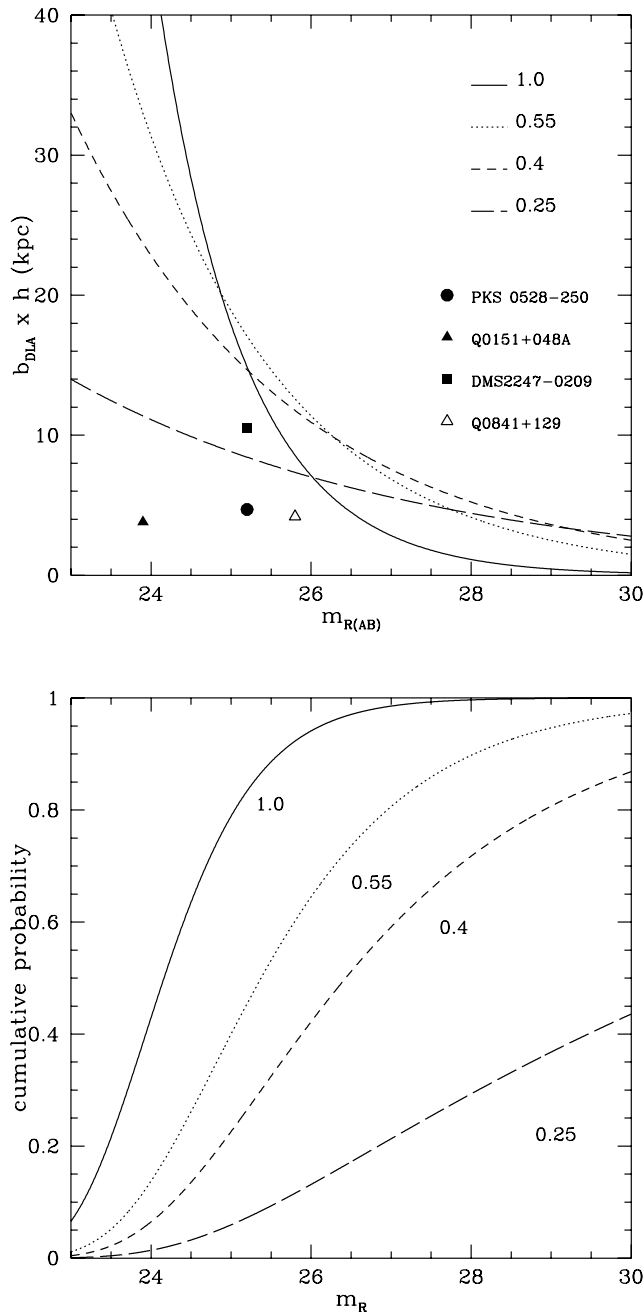 40
30
20
10
0
b_DLA x h (kpc)
1.0
0.55
0.4
0.25
PKS 0528-250
Q0151+048A
DMS2247-0209
Q0841+129
24 26 28 30
m_R(AB)
1
0.8
0.6
0.4
0.2
0
cumulative probability
1.0
0.55
0.4
0.25
24 26 28 30
m_R